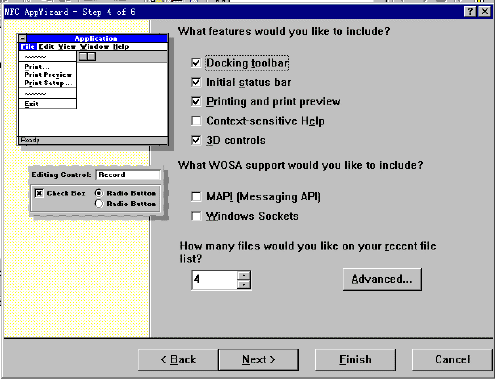 MFC AppWizard - Step 4 of 6
Application
File Edit View Window Help
Print...
Print Preview
Print Setup...
Exit
Ready
Editing Control: Record
Check Box
Radio Button
Radio Button
What features would you like to include?
Docking toolbar
Initial status bar
Printing and print preview
Context-sensitive Help
3D controls
What WOSA support would you like to include?
MAPI (Messaging API)
Windows Sockets
How many files would you like on your recent file
list?
4
Advanced...
< Back
Next >
Finish
Cancel